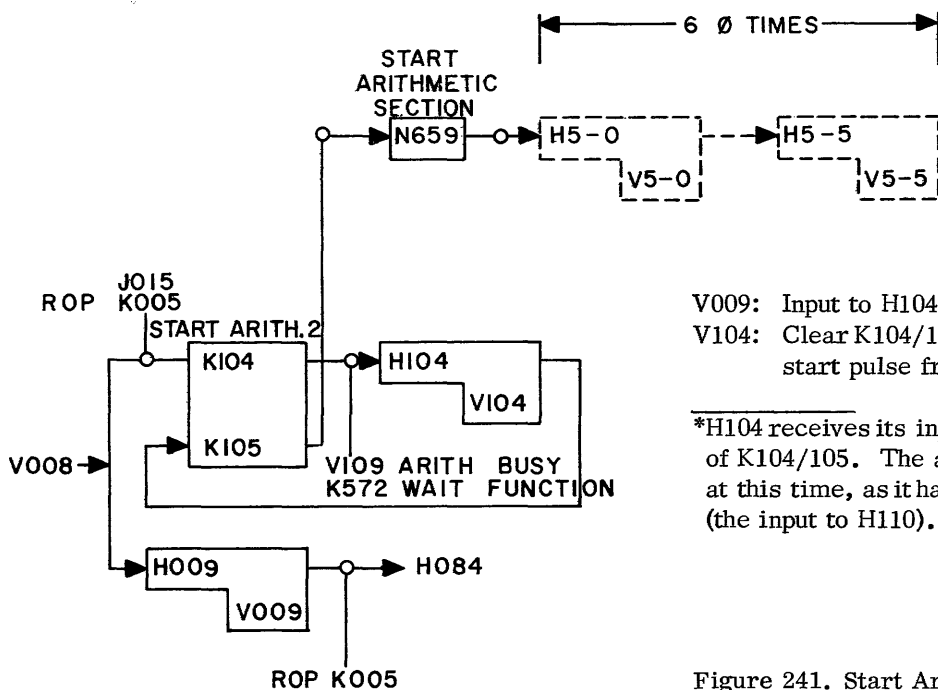 6 Ø TIMES
START
ARITHMETIC
SECTION
N659
H5-0
V5-0
H5-5
V5-5
J015
ROP K005
START ARITH.2
K104
K105
H104
V104
V008
V109 ARITH BUSY
K572 WAIT FUNCTION
H009
V009
H084
ROP K005
V009: Input to H104
V104: Clear K104/1
start pulse fr
*H104 receives its in
of K104/105. The a
at this time, as it ha
(the input to H110).
Figure 241. Start Ar